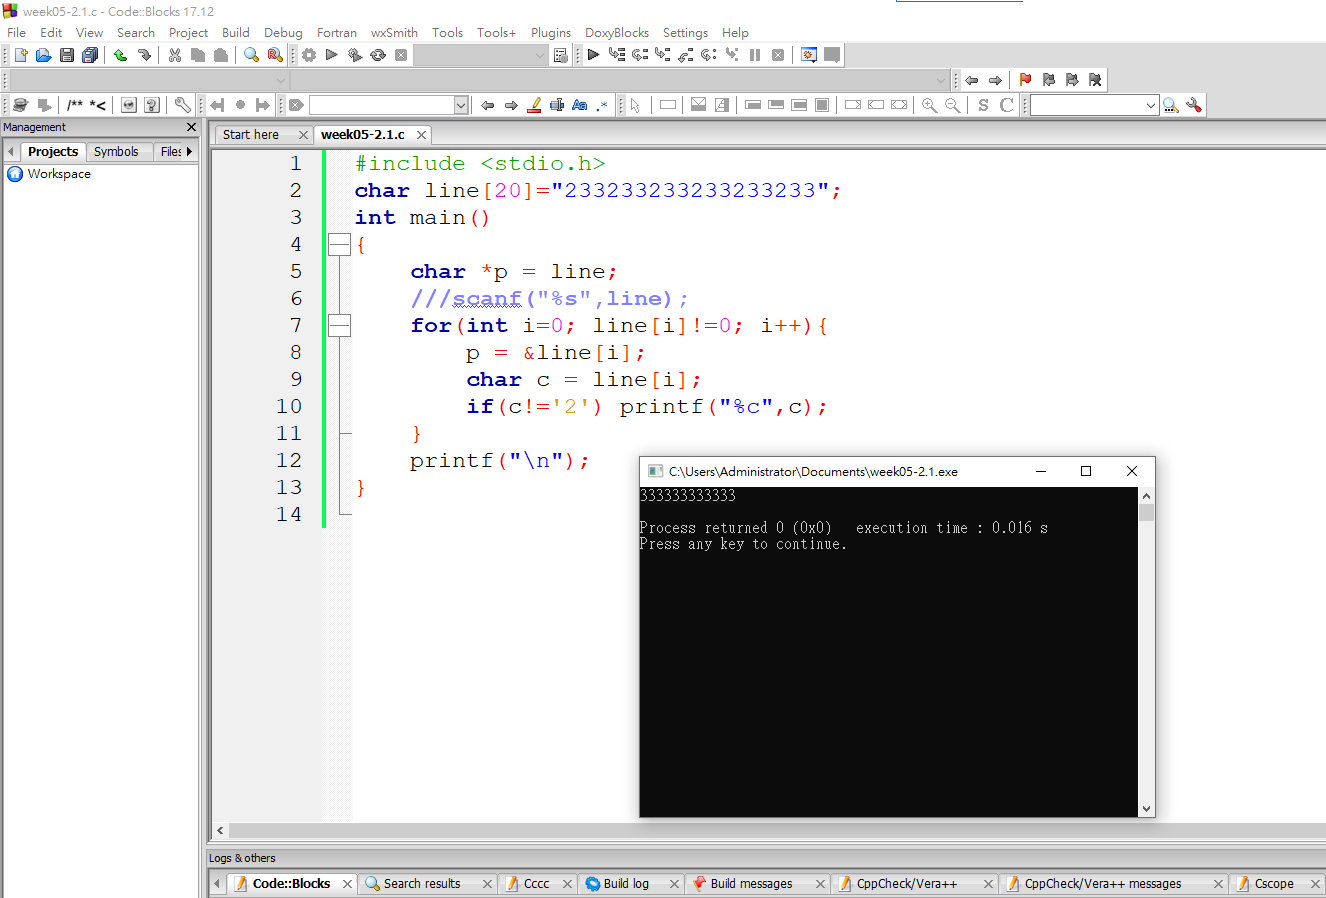 week05-2.1.c - Code::Blocks 17.12
File Edit View Search Project Build Debug Fortran wxSmith Tools Tools+ Plugins DoxyBlocks Settings Help
/** *<
Aa .*
S C
Management
Projects Symbols Files
Workspace
Start here week05-2.1.c
1 #include <stdio.h>
2 char line[20]="233233233233233233";
3 int main()
4 {
5 char *p = line;
6 ///scanf("%s",line);
7 for(int i=0; line[i]!=0; i++){
8 p = &line[i];
9 char c = line[i];
10 if(c!='2') printf("%c",c);
11 }
12 printf("\n");
13 }
14
C:\Users\Administrator\Documents\week05-2.1.exe
333333333333
Process returned 0 (0x0) execution time : 0.016 s
Press any key to continue.
Logs & others
Code::Blocks Search results Cccc Build log Build messages CppCheck/Vera++ CppCheck/Vera++ messages Cscope